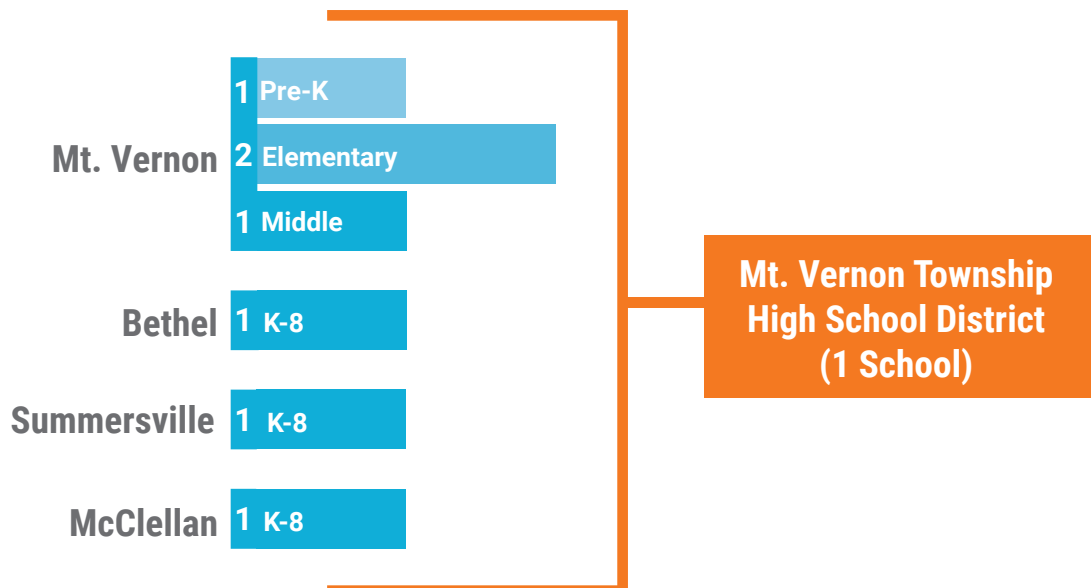 Mt. Vernon
1 Pre-K
2 Elementary
1 Middle
Bethel
1 K-8
Summersville
1 K-8
McClellan
1 K-8
Mt. Vernon Township
High School District
(1 School)